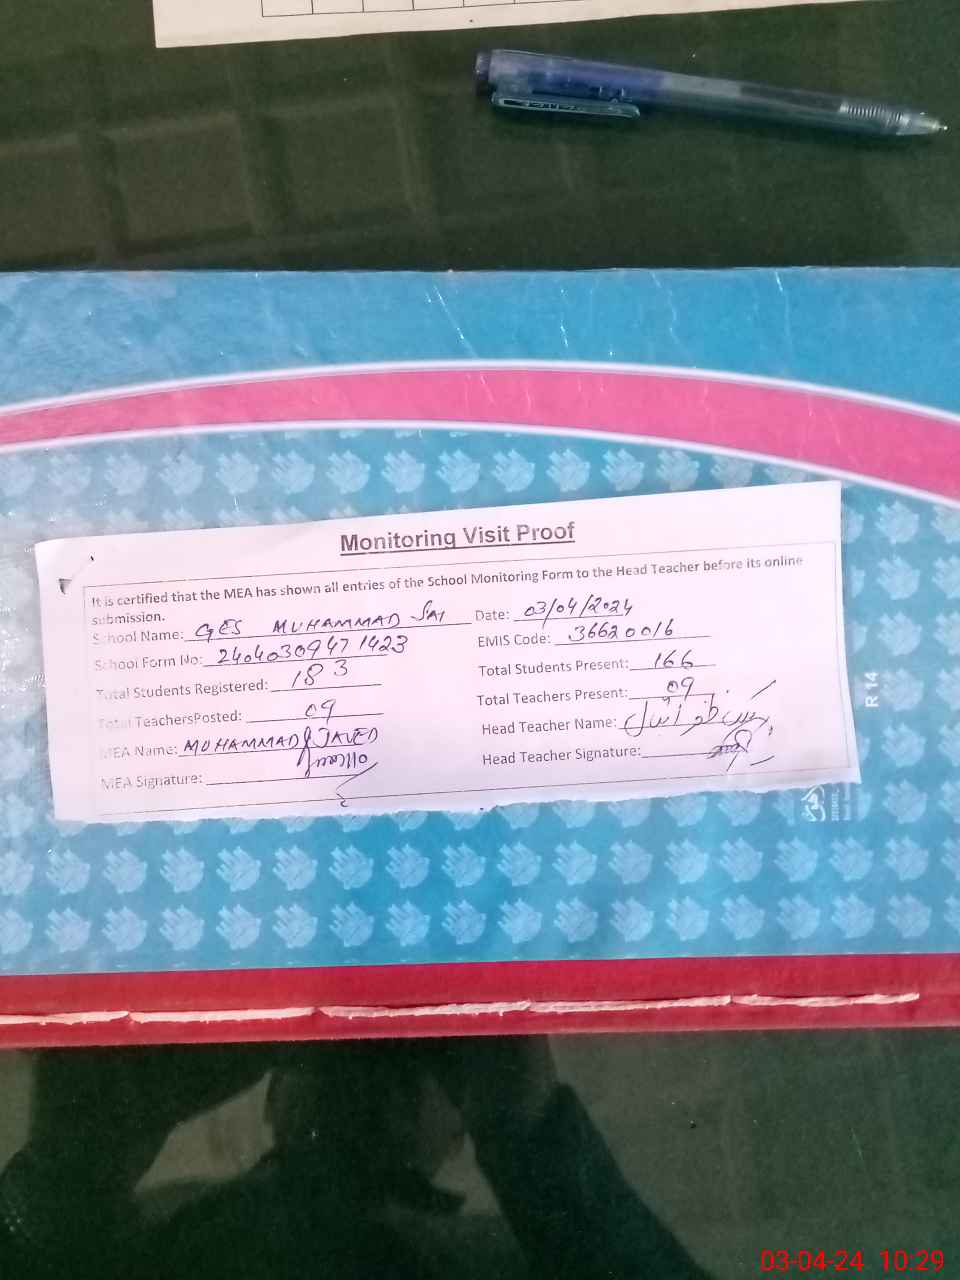 Monitoring Visit Proof
It is certified that the MEA has shown all entries of the School Monitoring Form to the Head Teacher before its online
submission.
School Name: GES MUHAMMAD SAI Date: 03/04/2024
School Form No: 2404030947 1423 EMIS Code: 36620016
Total Students Registered: 183 Total Students Present: 166
Total TeachersPosted: 09 Total Teachers Present: 09
MEA Name: MUHAMMAD JAVED Head Teacher Name:
MEA Signature: Head Teacher Signature:
R 14
03-04-24 10:29